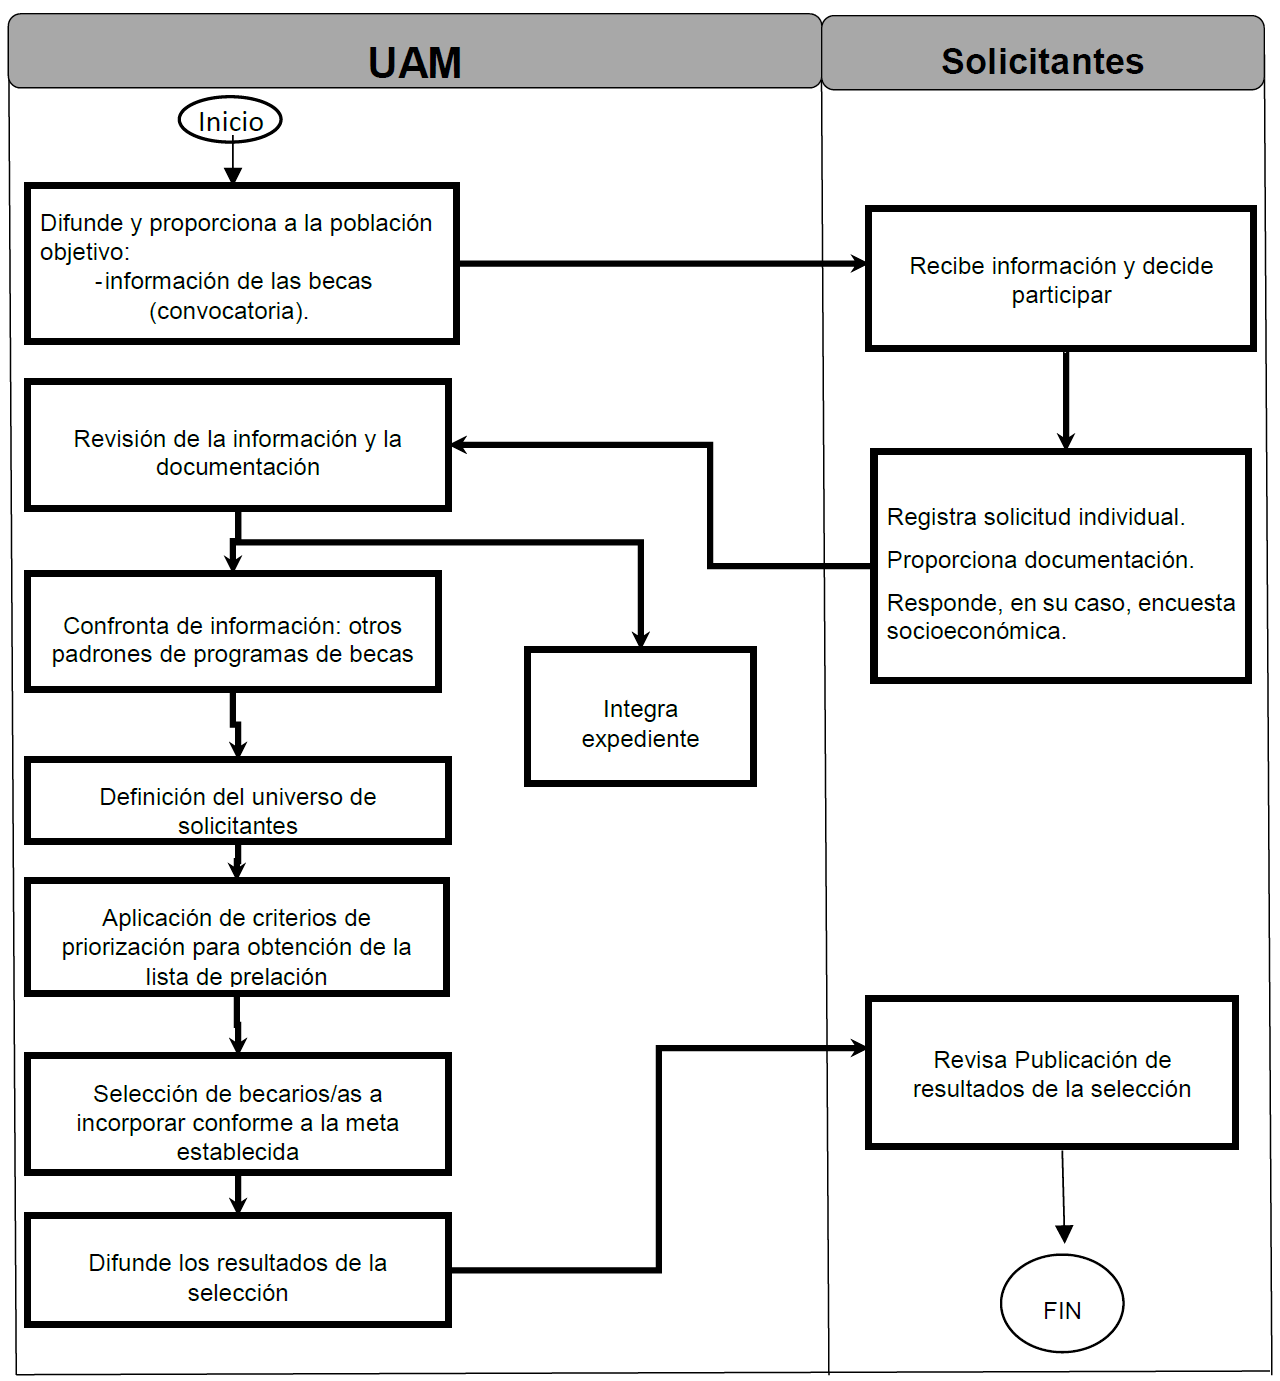 UAM
Solicitantes
Inicio
Difunde y proporciona a la población
objetivo:
-información de las becas
(convocatoria).
Recibe información y decide
participar
Revisión de la información y la
documentación
Registra solicitud individual.
Proporciona documentación.
Responde, en su caso, encuesta
socioeconómica.
Confronta de información: otros
padrones de programas de becas
Integra
expediente
Definición del universo de
solicitantes
Aplicación de criterios de
priorización para obtención de la
lista de prelación
Selección de becarios/as a
incorporar conforme a la meta
establecida
Revisa Publicación de
resultados de la selección
Difunde los resultados de la
selección
FIN